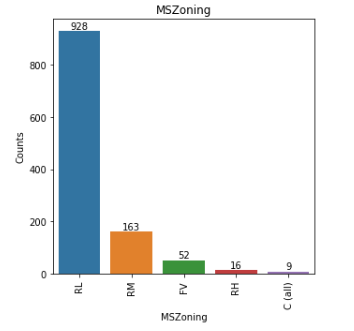 MSZoning
928
800
600
Counts
400
200
163
52
16
9
0
RL
RM
FV
RH
C (all)
MSZoning